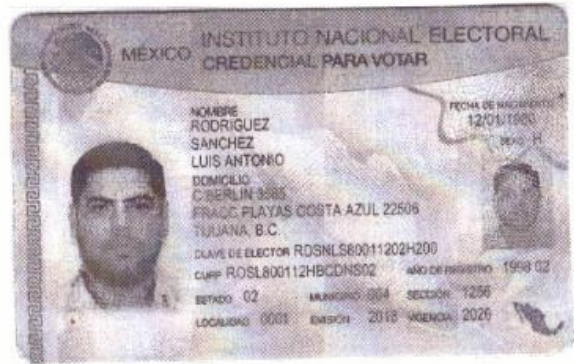 MÉXICO INSTITUTO NACIONAL ELECTORAL
CREDENCIAL PARA VOTAR
NOMBRE
RODRIGUEZ
SANCHEZ
LUIS ANTONIO
FECHA DE NACIMIENTO
12/01/1980
SEXO H
DOMICILIO
C BERLIN
FRACC PLAYAS COSTA AZUL 22506
TIJUANA, B.C.
CLAVE DE ELECTOR RDSNLS80011202H200
CURP ROSL800112HBCDNS02 AÑO DE REGISTRO 1998 02
ESTADO 02 MUNICIPIO 004 SECCIÓN 1256
LOCALIDAD 0001 EMISIÓN 2016 VIGENCIA 2026